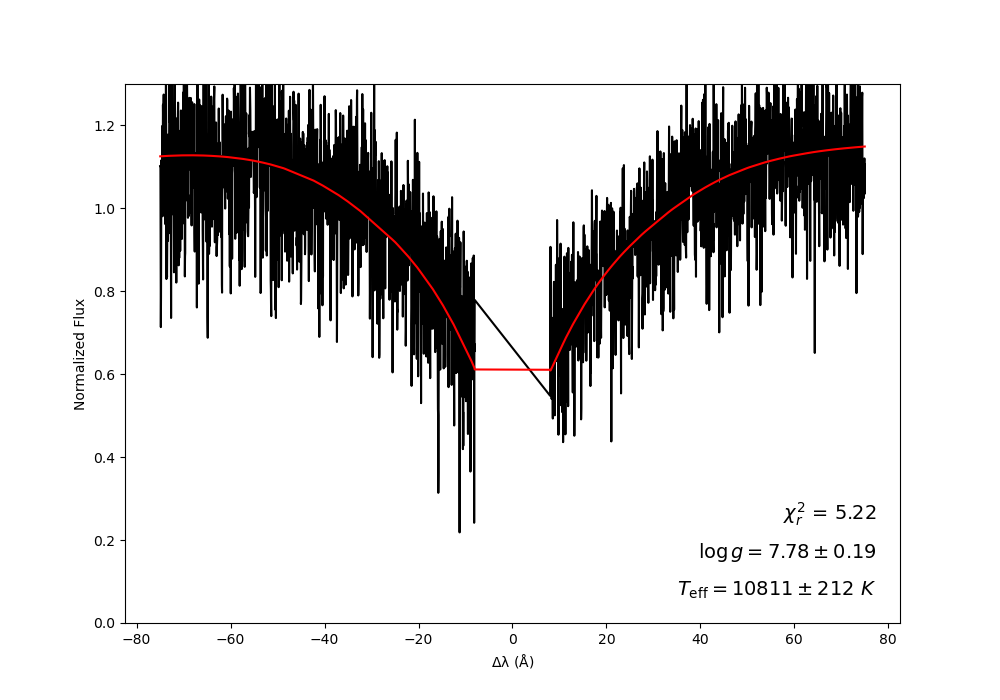 1.2
1.0
0.8
0.6
0.4
0.2
0.0
Normalized Flux
χ²ᵣ = 5.22
log g = 7.78 ± 0.19
T_eff = 10811 ± 212 K
−80 −60 −40 −20 0 20 40 60 80
Δλ (Å)